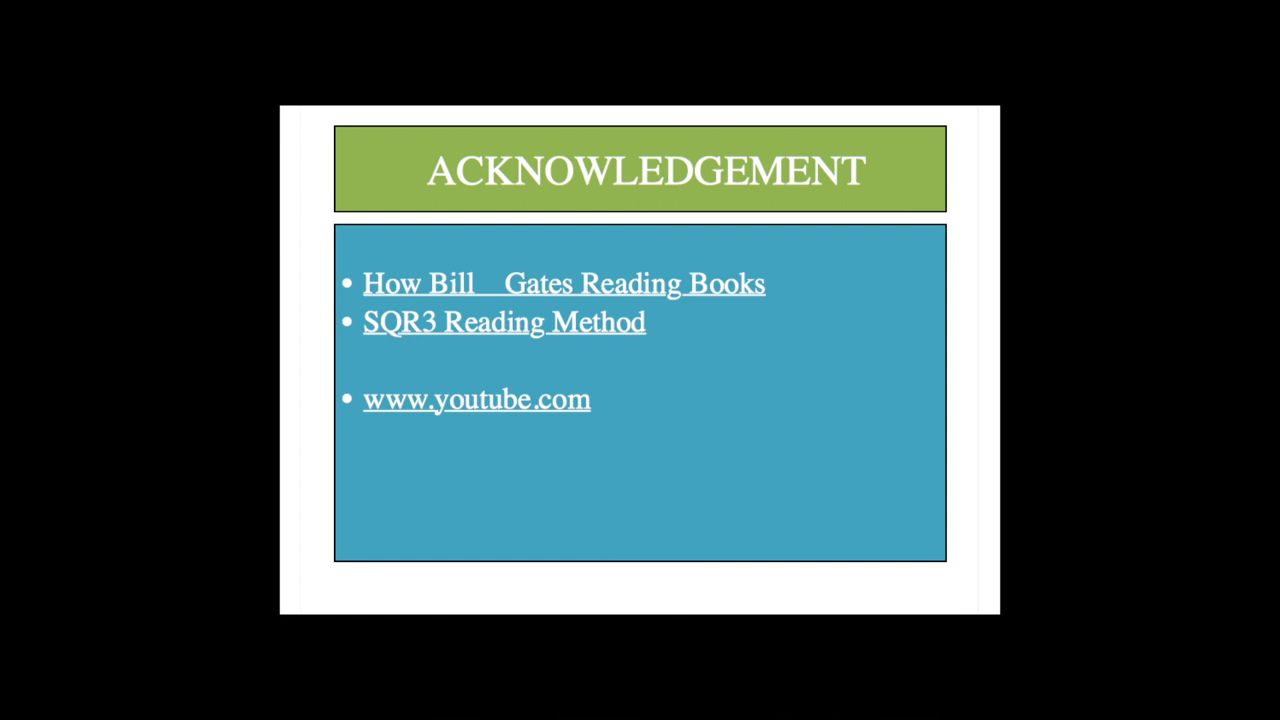 ACKNOWLEDGEMENT
• How Bill    Gates Reading Books
• SQR3 Reading Method
• www.youtube.com